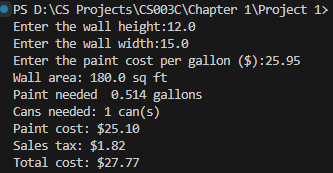 PS D:\CS Projects\CS003C\Chapter 1\Project 1>
Enter the wall height:12.0
Enter the wall width:15.0
Enter the paint cost per gallon ($):25.95
Wall area: 180.0 sq ft
Paint needed  0.514 gallons
Cans needed: 1 can(s)
Paint cost: $25.10
Sales tax: $1.82
Total cost: $27.77